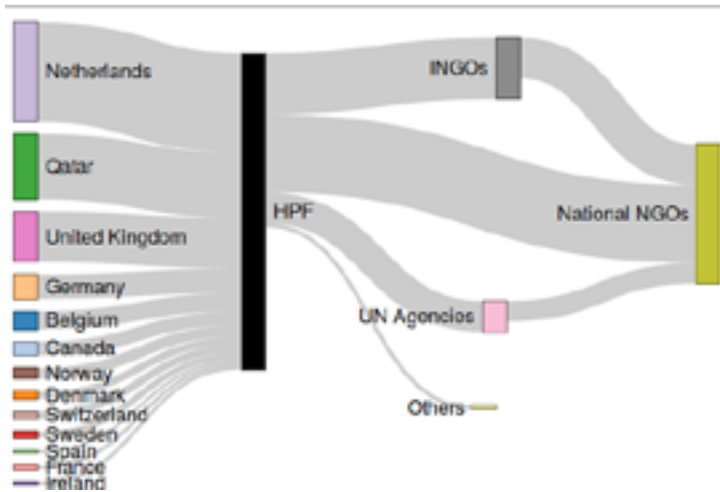 Netherlands
Qatar
United Kingdom
Germany
Belgium
Canada
Norway
Denmark
Switzerland
Sweden
Spain
France
Ireland
HPF
INGOs
National NGOs
UN Agencies
Others